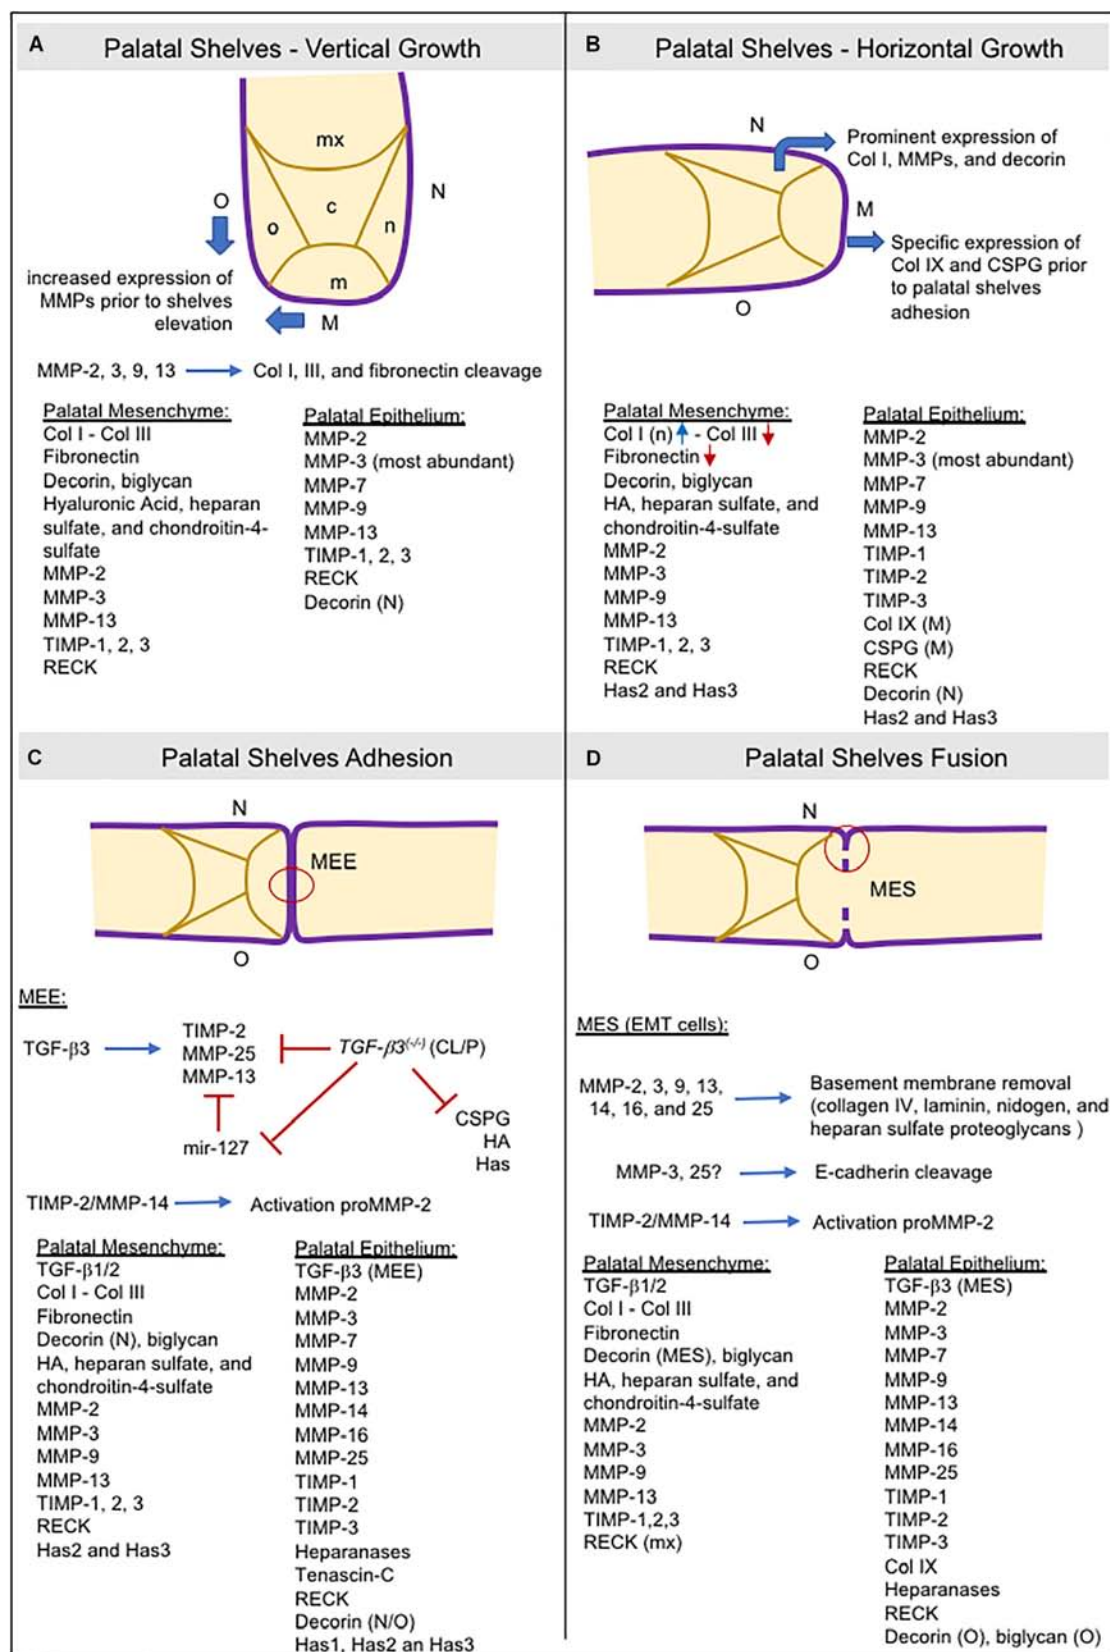 A Palatal Shelves - Vertical Growth
mx
N
O
c
o
n
m
increased expression of
MMPs prior to shelves
elevation
M
MMP-2, 3, 9, 13
Col I, III, and fibronectin cleavage
Palatal Mesenchyme:
Col I - Col III
Fibronectin
Decorin, biglycan
Hyaluronic Acid, heparan
sulfate, and chondroitin-4-
sulfate
MMP-2
MMP-3
MMP-13
TIMP-1, 2, 3
RECK
Palatal Epithelium:
MMP-2
MMP-3 (most abundant)
MMP-7
MMP-9
MMP-13
TIMP-1, 2, 3
RECK
Decorin (N)
B Palatal Shelves - Horizontal Growth
N
Prominent expression of
Col I, MMPs, and decorin
M
Specific expression of
Col IX and CSPG prior
to palatal shelves
adhesion
O
Palatal Mesenchyme:
Col I (n) - Col III
Fibronectin
Decorin, biglycan
HA, heparan sulfate, and
chondroitin-4-sulfate
MMP-2
MMP-3
MMP-9
MMP-13
TIMP-1, 2, 3
RECK
Has2 and Has3
Palatal Epithelium:
MMP-2
MMP-3 (most abundant)
MMP-7
MMP-9
MMP-13
TIMP-1
TIMP-2
TIMP-3
Col IX (M)
CSPG (M)
RECK
Decorin (N)
Has2 and Has3
C Palatal Shelves Adhesion
N
MEE
O
MEE:
TGF-β3
TIMP-2
MMP-25
MMP-13
TGF-β3(-/-) (CL/P)
mir-127
CSPG
HA
Has
TIMP-2/MMP-14
Activation proMMP-2
Palatal Mesenchyme:
TGF-β1/2
Col I - Col III
Fibronectin
Decorin (N), biglycan
HA, heparan sulfate, and
chondroitin-4-sulfate
MMP-2
MMP-3
MMP-9
MMP-13
TIMP-1, 2, 3
RECK
Has2 and Has3
Palatal Epithelium:
TGF-β3 (MEE)
MMP-2
MMP-3
MMP-7
MMP-9
MMP-13
MMP-14
MMP-16
MMP-25
TIMP-1
TIMP-2
TIMP-3
Heparanases
Tenascin-C
RECK
Decorin (N/O)
Has1, Has2 an Has3
D Palatal Shelves Fusion
N
MES
O
MES (EMT cells):
MMP-2, 3, 9, 13,
14, 16, and 25
Basement membrane removal
(collagen IV, laminin, nidogen, and
heparan sulfate proteoglycans )
MMP-3, 25?
E-cadherin cleavage
TIMP-2/MMP-14
Activation proMMP-2
Palatal Mesenchyme:
TGF-β1/2
Col I - Col III
Fibronectin
Decorin (MES), biglycan
HA, heparan sulfate, and
chondroitin-4-sulfate
MMP-2
MMP-3
MMP-9
MMP-13
TIMP-1,2,3
RECK (mx)
Palatal Epithelium:
TGF-β3 (MES)
MMP-2
MMP-3
MMP-7
MMP-9
MMP-13
MMP-14
MMP-16
MMP-25
TIMP-1
TIMP-2
TIMP-3
Col IX
Heparanases
RECK
Decorin (O), biglycan (O)